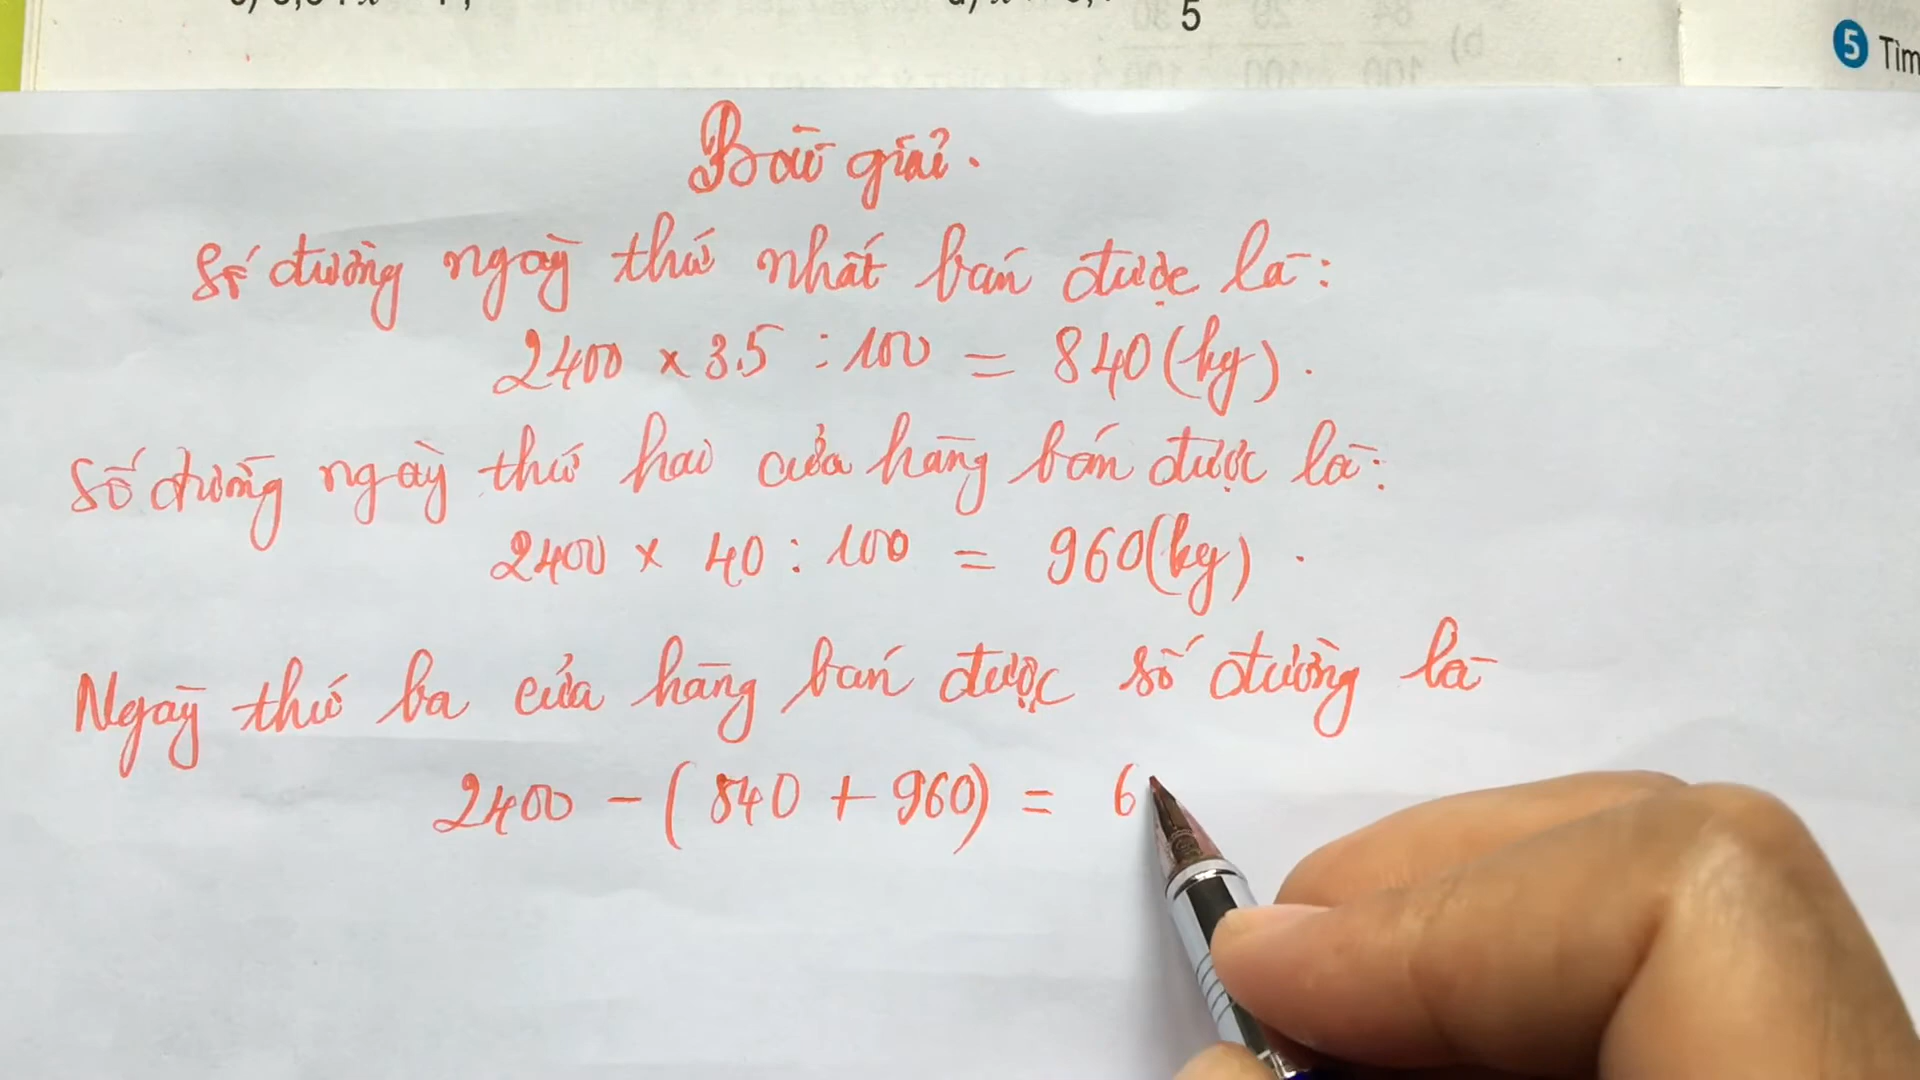 5
5 Tìm
Bài giải.
Số đường ngày thứ nhất bán được là:
2400 x 35 : 100 = 840 (kg).
Số đường ngày thứ hai cửa hàng bán được là:
2400 x 40 : 100 = 960 (kg).
Ngày thứ ba cửa hàng bán được số đường là
2400 - ( 840 + 960) = 6